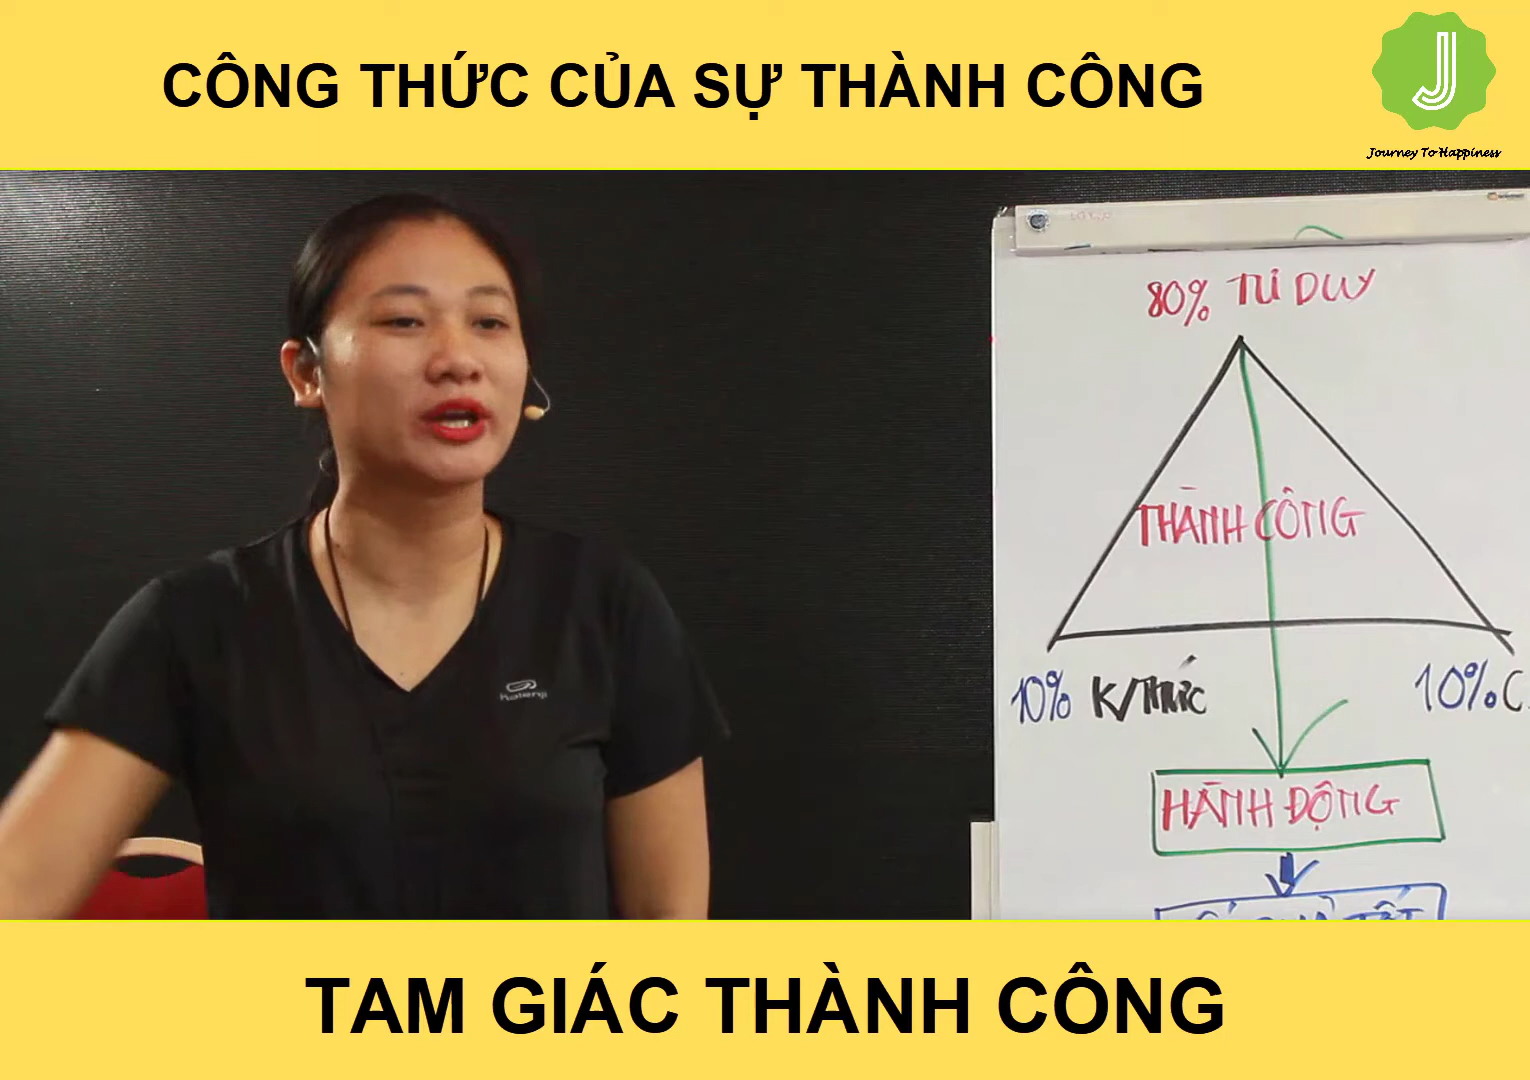 CÔNG THỨC CỦA SỰ THÀNH CÔNG
Journey To Happiness
80% TƯ DUY
THÀNH CÔNG
10% K/THỨC
10% C
HÀNH ĐỘNG
TAM GIÁC THÀNH CÔNG